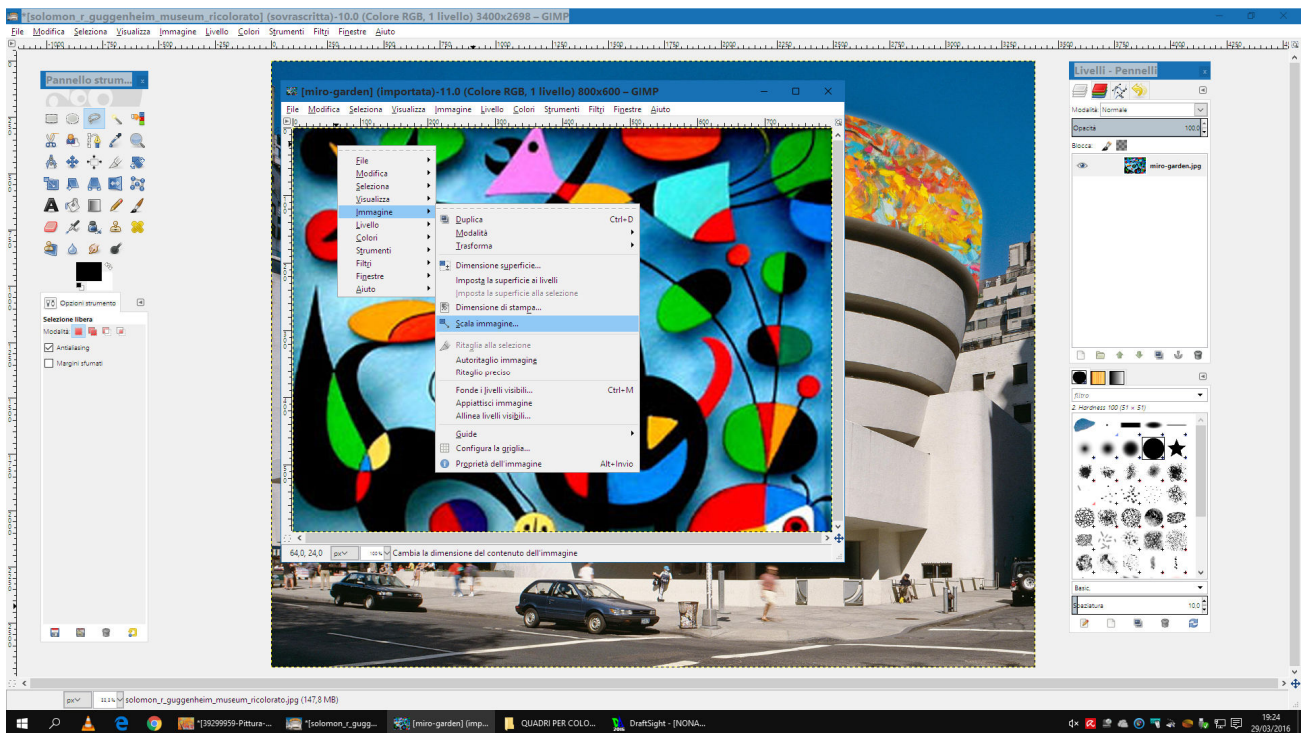 *[solomon_r_guggenheim_museum_ricolorato] (sovrascritta)-10.0 (Colore RGB, 1 livello) 3400x2698 – GIMP
File Modifica Seleziona Visualizza Immagine Livello Colori Strumenti Filtri Finestre Aiuto
Pannello strum...
Opzioni strumento
Selezione libera
Modalità:
Antialiasing
Margini sfumati
[miro-garden] (importata)-11.0 (Colore RGB, 1 livello) 800x600 – GIMP
File Modifica Seleziona Visualizza Immagine Livello Colori Strumenti Filtri Finestre Aiuto
File
Modifica
Seleziona
Visualizza
Immagine
Livello
Colori
Strumenti
Filtri
Finestre
Aiuto
Duplica Ctrl+D
Modalità
Trasforma
Dimensione superficie...
Imposta la superficie ai livelli
Imposta la superficie alla selezione
Dimensione di stampa...
Scala immagine...
Ritaglia alla selezione
Autoritaglio immagine
Ritaglio preciso
Fonde i livelli visibili... Ctrl+M
Appiattisci immagine
Allinea livelli visibili...
Guide
Configura la griglia...
Proprietà dell'immagine Alt+Invio
64,0, 24,0 px 100 % Cambia la dimensione del contenuto dell'immagine
Livelli - Pennelli
Modalità: Normale
Opacità 100,0
Blocca:
miro-garden.jpg
filtro
2. Hardness 100 (51 × 51)
Basic,
Spaziatura 10,0
px 11,1 % solomon_r_guggenheim_museum_ricolorato.jpg (147,8 MB)
*[39299959-Pittura-... *[solomon_r_gugg... [miro-garden] (imp... QUADRI PER COLO... DraftSight - [NONA...
19:24
29/03/2016